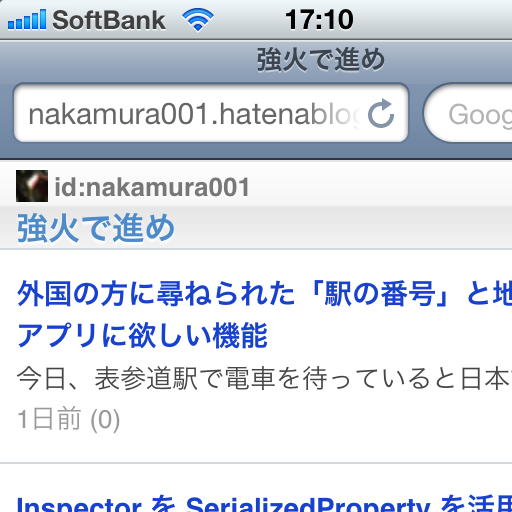 SoftBank 17:10
強火で進め
nakamura001.hatenablog
Goog
id:nakamura001
強火で進め
外国の方に尋ねられた「駅の番号」と地
アプリに欲しい機能
今日、表参道駅で電車を待っていると日本
1日前 (0)
Inspector を SerializedProperty を活用